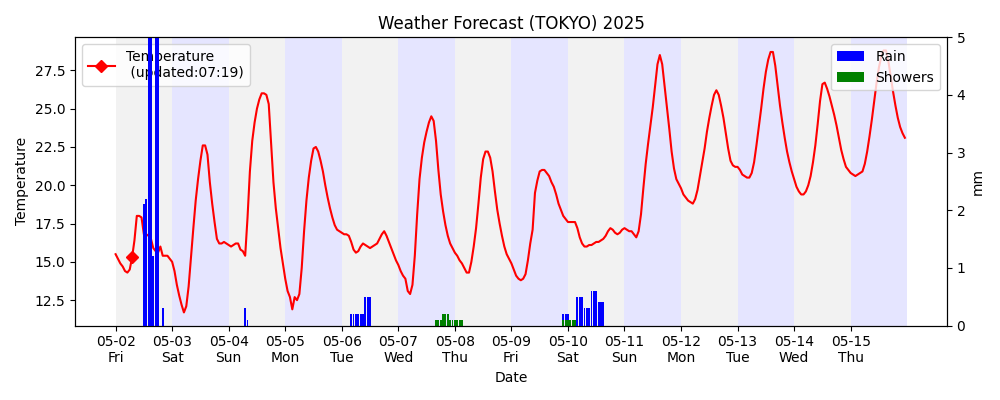 Weather Forecast (TOKYO) 2025
Temperature
(updated:07:19)
Rain
Showers
Temperature
27.5
25.0
22.5
20.0
17.5
15.0
12.5
5
4
3
2
1
0
mm
05-02 05-03 05-04 05-05 05-06 05-07 05-08 05-09 05-10 05-11 05-12 05-13 05-14 05-15
Fri Sat Sun Mon Tue Wed Thu Fri Sat Sun Mon Tue Wed Thu
Date